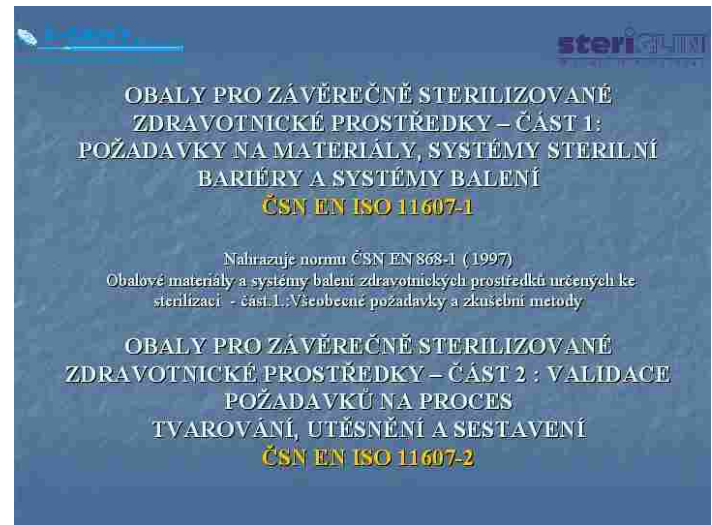 steriGLIN
OBALY PRO ZÁVĚREČNĚ STERILIZOVANÉ
ZDRAVOTNICKÉ PROSTŘEDKY – ČÁST 1:
POŽADAVKY NA MATERIÁLY, SYSTÉMY STERILNÍ
BARIÉRY A SYSTÉMY BALENÍ
ČSN EN ISO 11607-1
Nahrazuje normu ČSN EN 868-1 ( 1997)
Obalové materiály a systémy balení zdravotnických prostředků určených ke
sterilizaci - část.1.:Všeobecné požadavky a zkušební metody
OBALY PRO ZÁVĚREČNĚ STERILIZOVANÉ
ZDRAVOTNICKÉ PROSTŘEDKY – ČÁST 2 : VALIDACE
POŽADAVKŮ NA PROCES
TVAROVÁNÍ, UTĚSNĚNÍ A SESTAVENÍ
ČSN EN ISO 11607-2